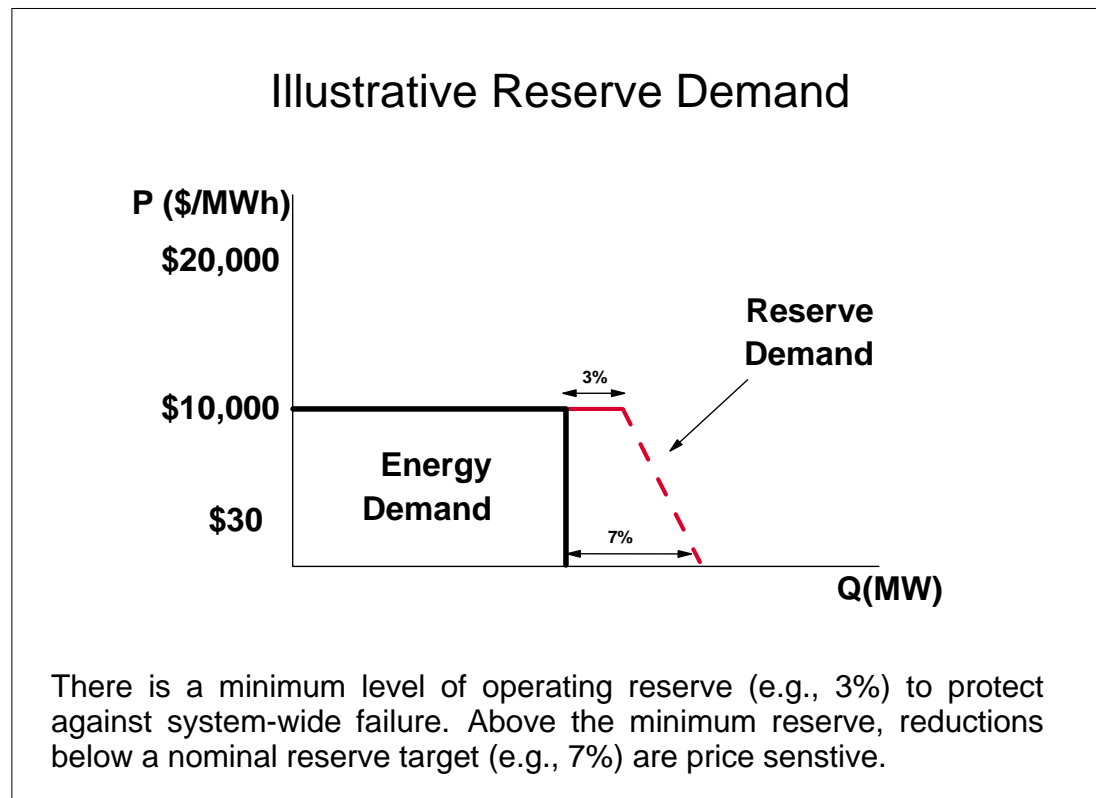 Illustrative Reserve Demand
P ($/MWh)
$20,000
Reserve
Demand
3%
$10,000
Energy
Demand
$30
7%
Q(MW)
There is a minimum level of operating reserve (e.g., 3%) to protect
against system-wide failure. Above the minimum reserve, reductions
below a nominal reserve target (e.g., 7%) are price senstive.